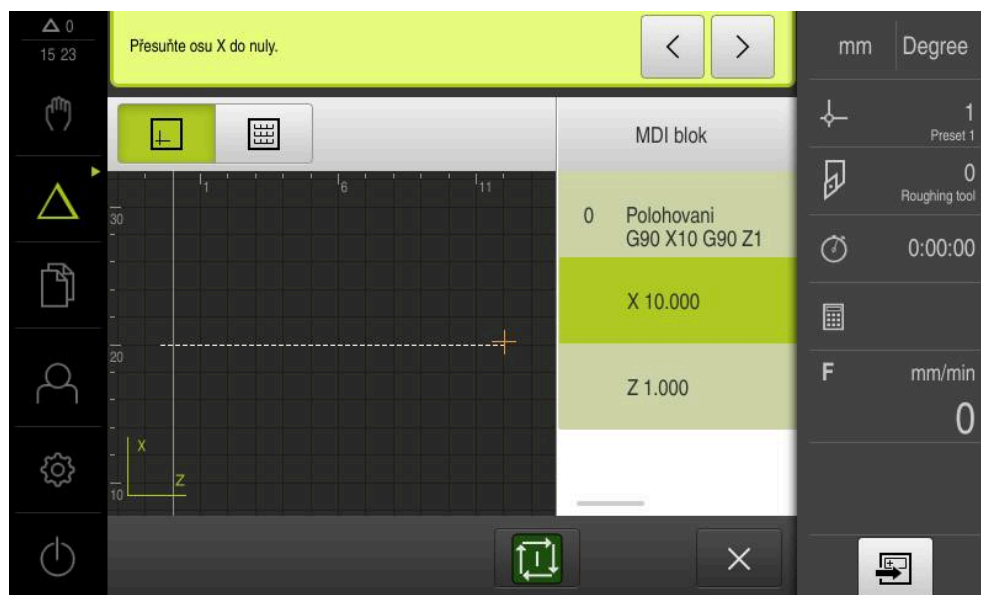 0
15 23
Přesuňte osu X do nuly.
mm Degree
1
Preset 1
0
Roughing tool
0:00:00
F mm/min
0
MDI blok
0 Polohovani
G90 X10 G90 Z1
X 10.000
Z 1.000
1 6 11
30
20
10
X
Z